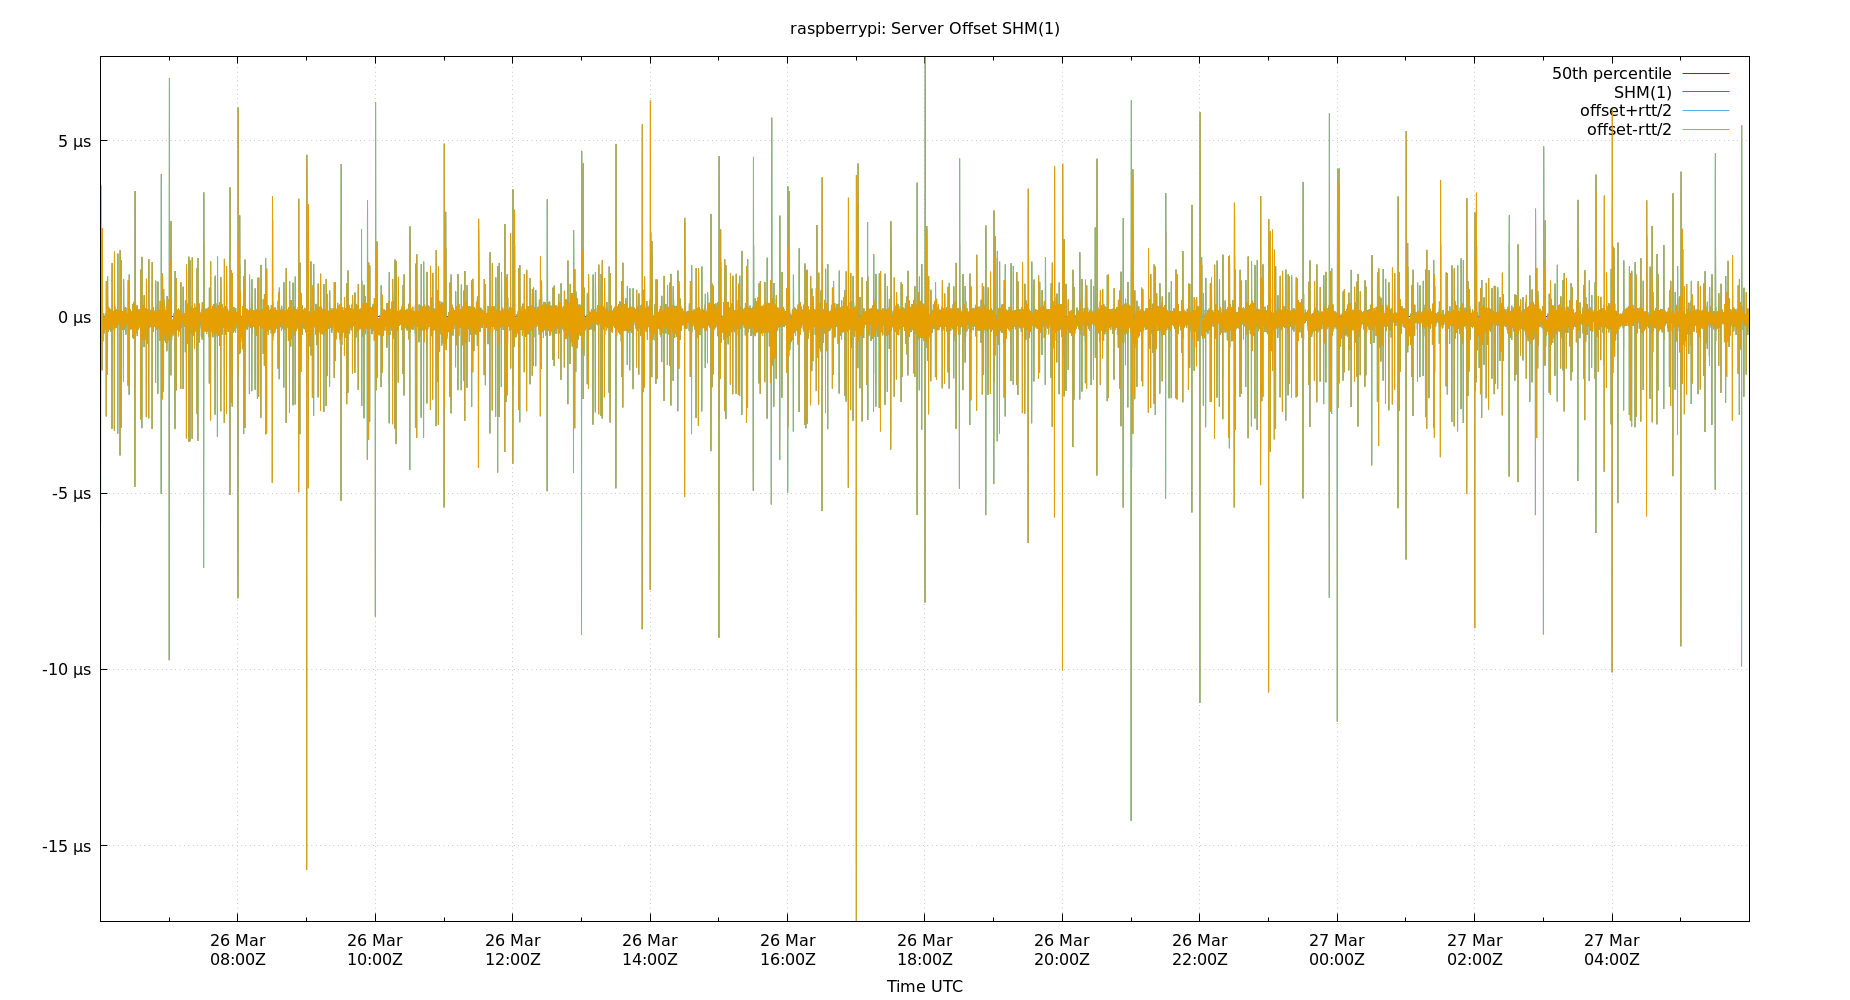 raspberrypi: Server Offset SHM(1)
50th percentile
SHM(1)
offset+rtt/2
offset-rtt/2
5 µs
0 µs
-5 µs
-10 µs
-15 µs
26 Mar 26 Mar 26 Mar 26 Mar 26 Mar 26 Mar 26 Mar 26 Mar 27 Mar 27 Mar 27 Mar
08:00Z 10:00Z 12:00Z 14:00Z 16:00Z 18:00Z 20:00Z 22:00Z 00:00Z 02:00Z 04:00Z
Time UTC